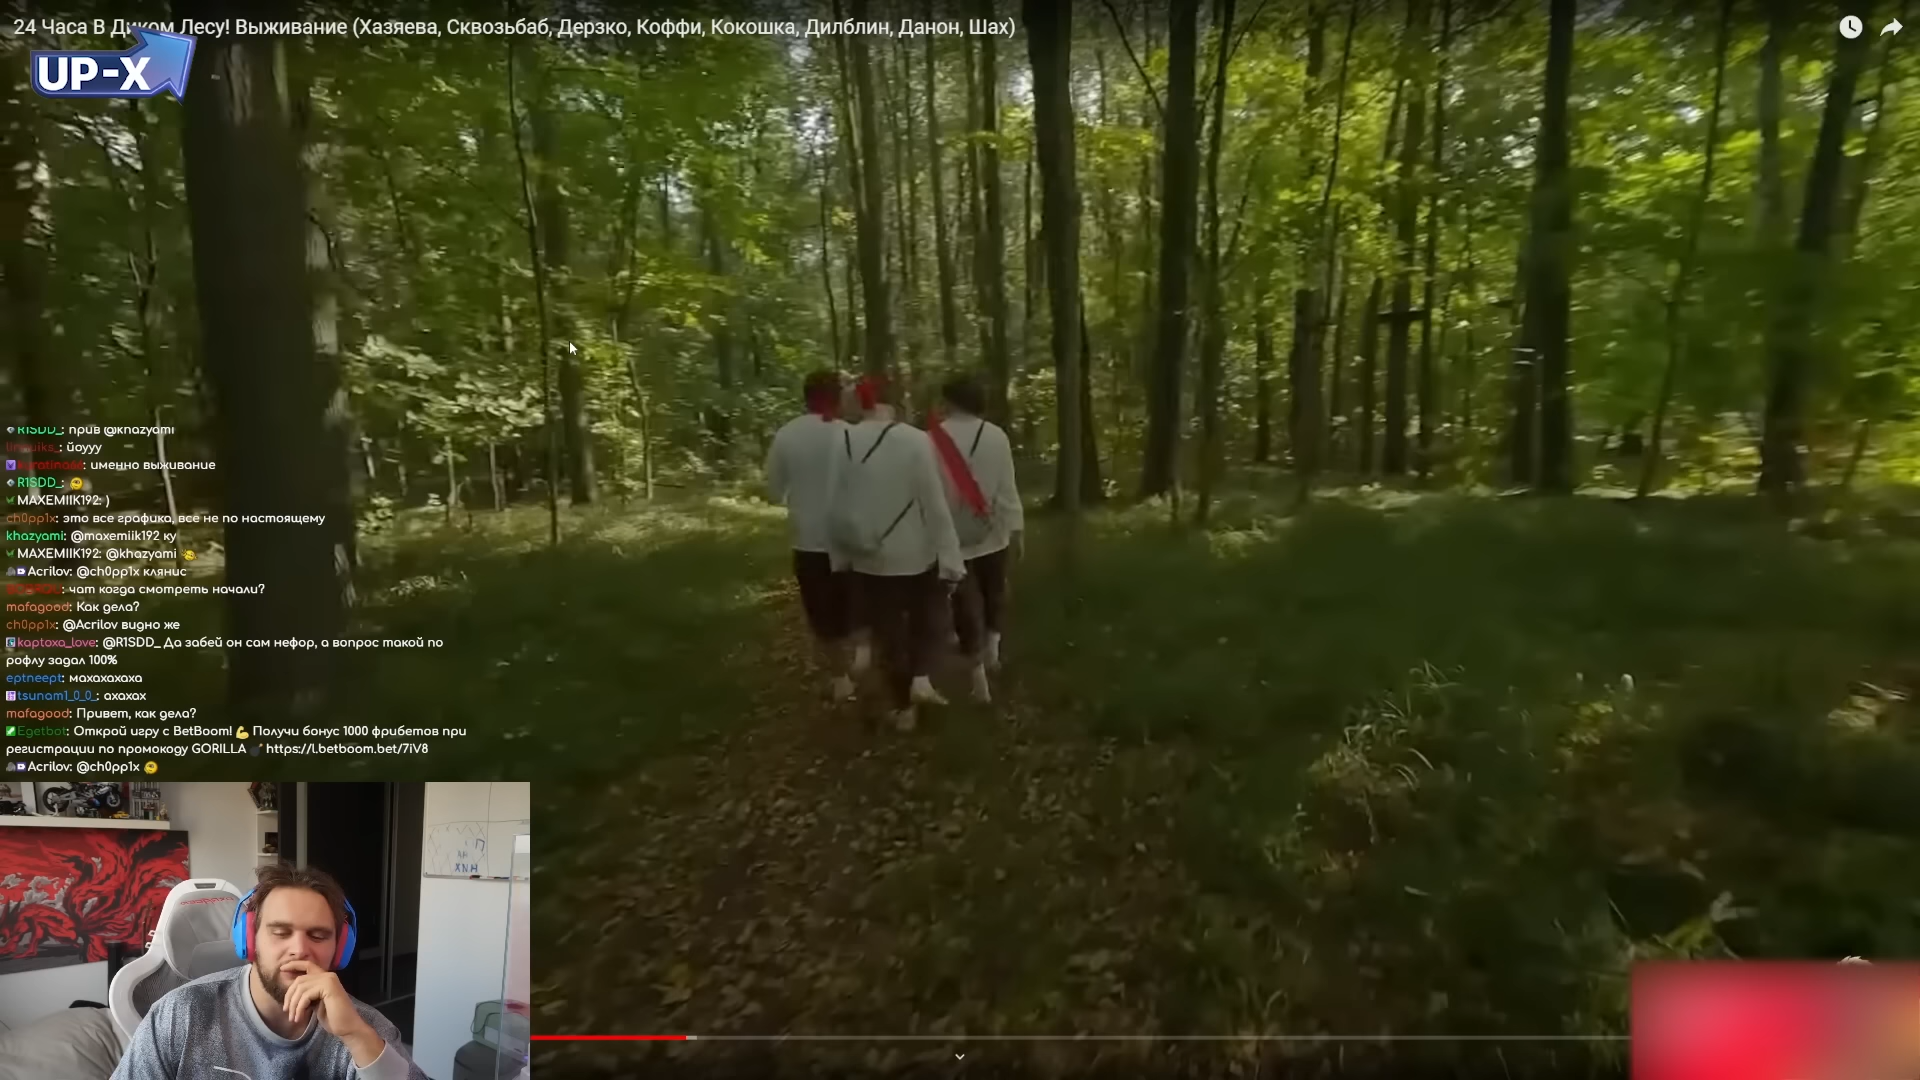 24 Часа В Диком Лесу! Выживание (Хазяева, Сквозьбаб, Дерзко, Коффи, Кокошка, Дилблин, Данон, Шах)
UP-X
R1SDD_: прив @khazyami
: йоууу
: именно выживание
R1SDD_:
MAXEMIIK192: )
ch0pp1x: это все графика, все не по настоящему
khazyami: @maxemiik192 ку
MAXEMIIK192: @khazyami
Acrilov: @ch0pp1x клянис
: чат когда смотреть начали?
mafagood: Как дела?
ch0pp1x: @Acrilov видно же
kaptoxa_love: @R1SDD_ Да забей он сам нефор, а вопрос такой по
рофлу задал 100%
eptneept: махахахаха
tsunam1_0_0_: ахахах
mafagood: Привет, как дела?
Egetbot: Открой игру с BetBoom! 💪 Получи бонус 1000 фрибетов при
регистрации по промокоду GORILLA https://l.betboom.bet/7iV8
Acrilov: @ch0pp1x